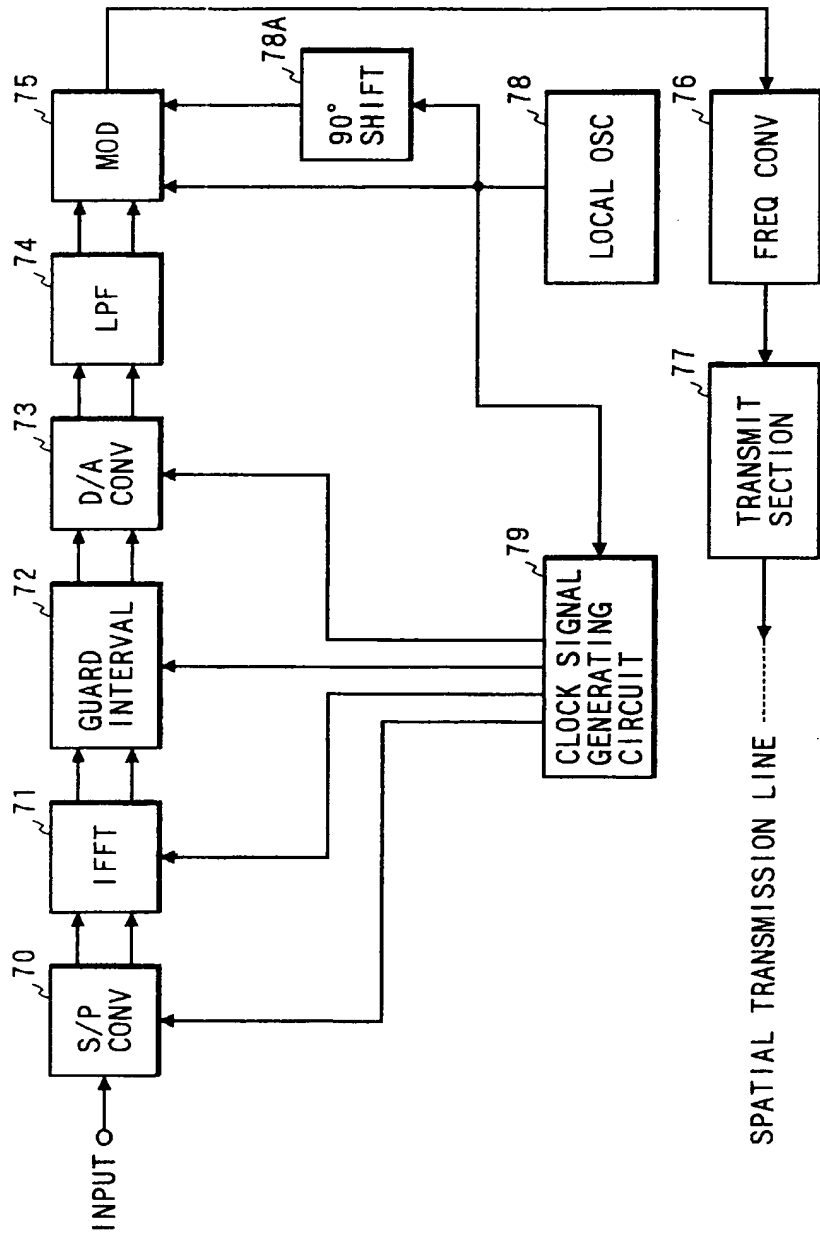 INPUT
70
S/P
CONV
71
IFFT
72
GUARD
INTERVAL
73
D/A
CONV
74
LPF
75
MOD
78A
90°
SHIFT
78
LOCAL OSC
79
CLOCK SIGNAL
GENERATING
CIRCUIT
76
FREQ CONV
77
TRANSMIT
SECTION
SPATIAL TRANSMISSION LINE